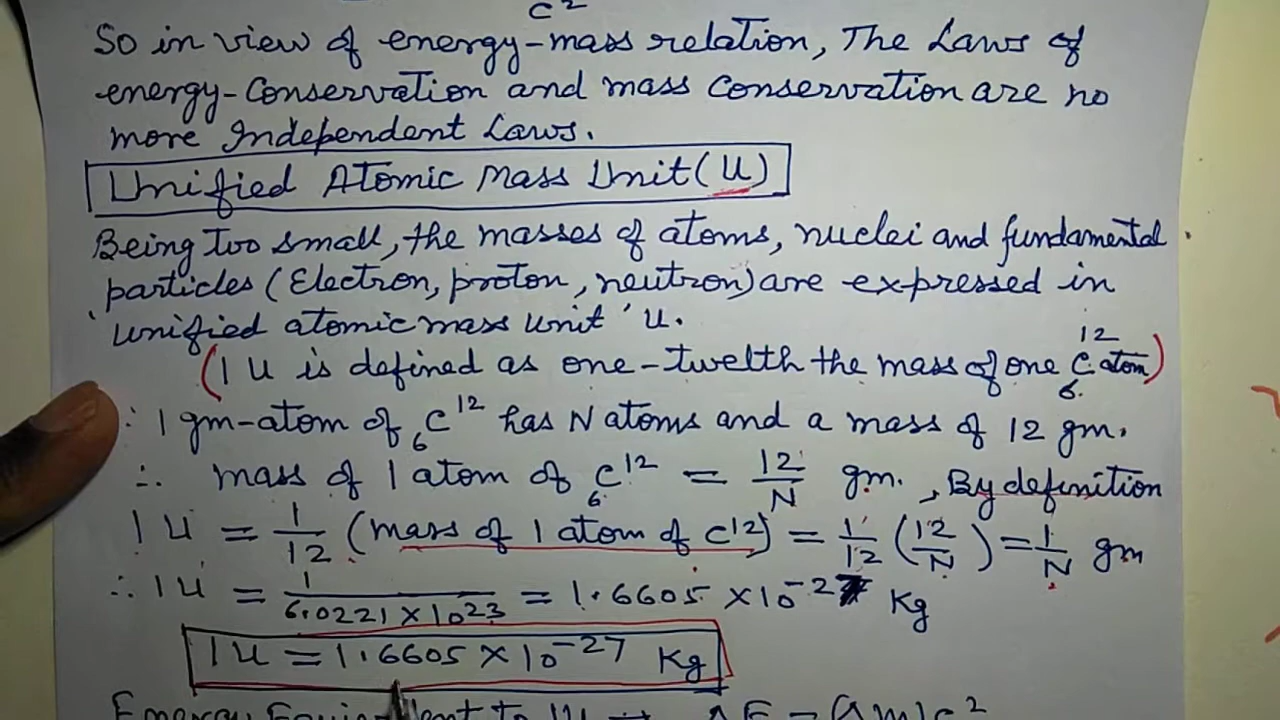 c²
So in view of energy-mass relation, The Laws of
energy-Conservation and mass Conservation are no
more Independent Laws.
Unified Atomic Mass Unit (U)
Being too small, the masses of atoms, nuclei and fundamental
particles (Electron, proton, neutron) are expressed in
'unified atomic mass unit' u.
(1 U is defined as one-twelth the mass of one ₆C¹² atom)
∴ 1 gm-atom of ₆C¹² has N atoms and a mass of 12 gm.
∴ mass of 1 atom of ₆C¹² = 12/N gm. , By definition
1 U = 1/12 (mass of 1 atom of C¹²) = 1/12 (12/N) = 1/N gm
∴ 1 U = 1/(6.0221 × 10²³) = 1.6605 × 10⁻²⁷ Kg
1 U = 1.6605 × 10⁻²⁷ Kg